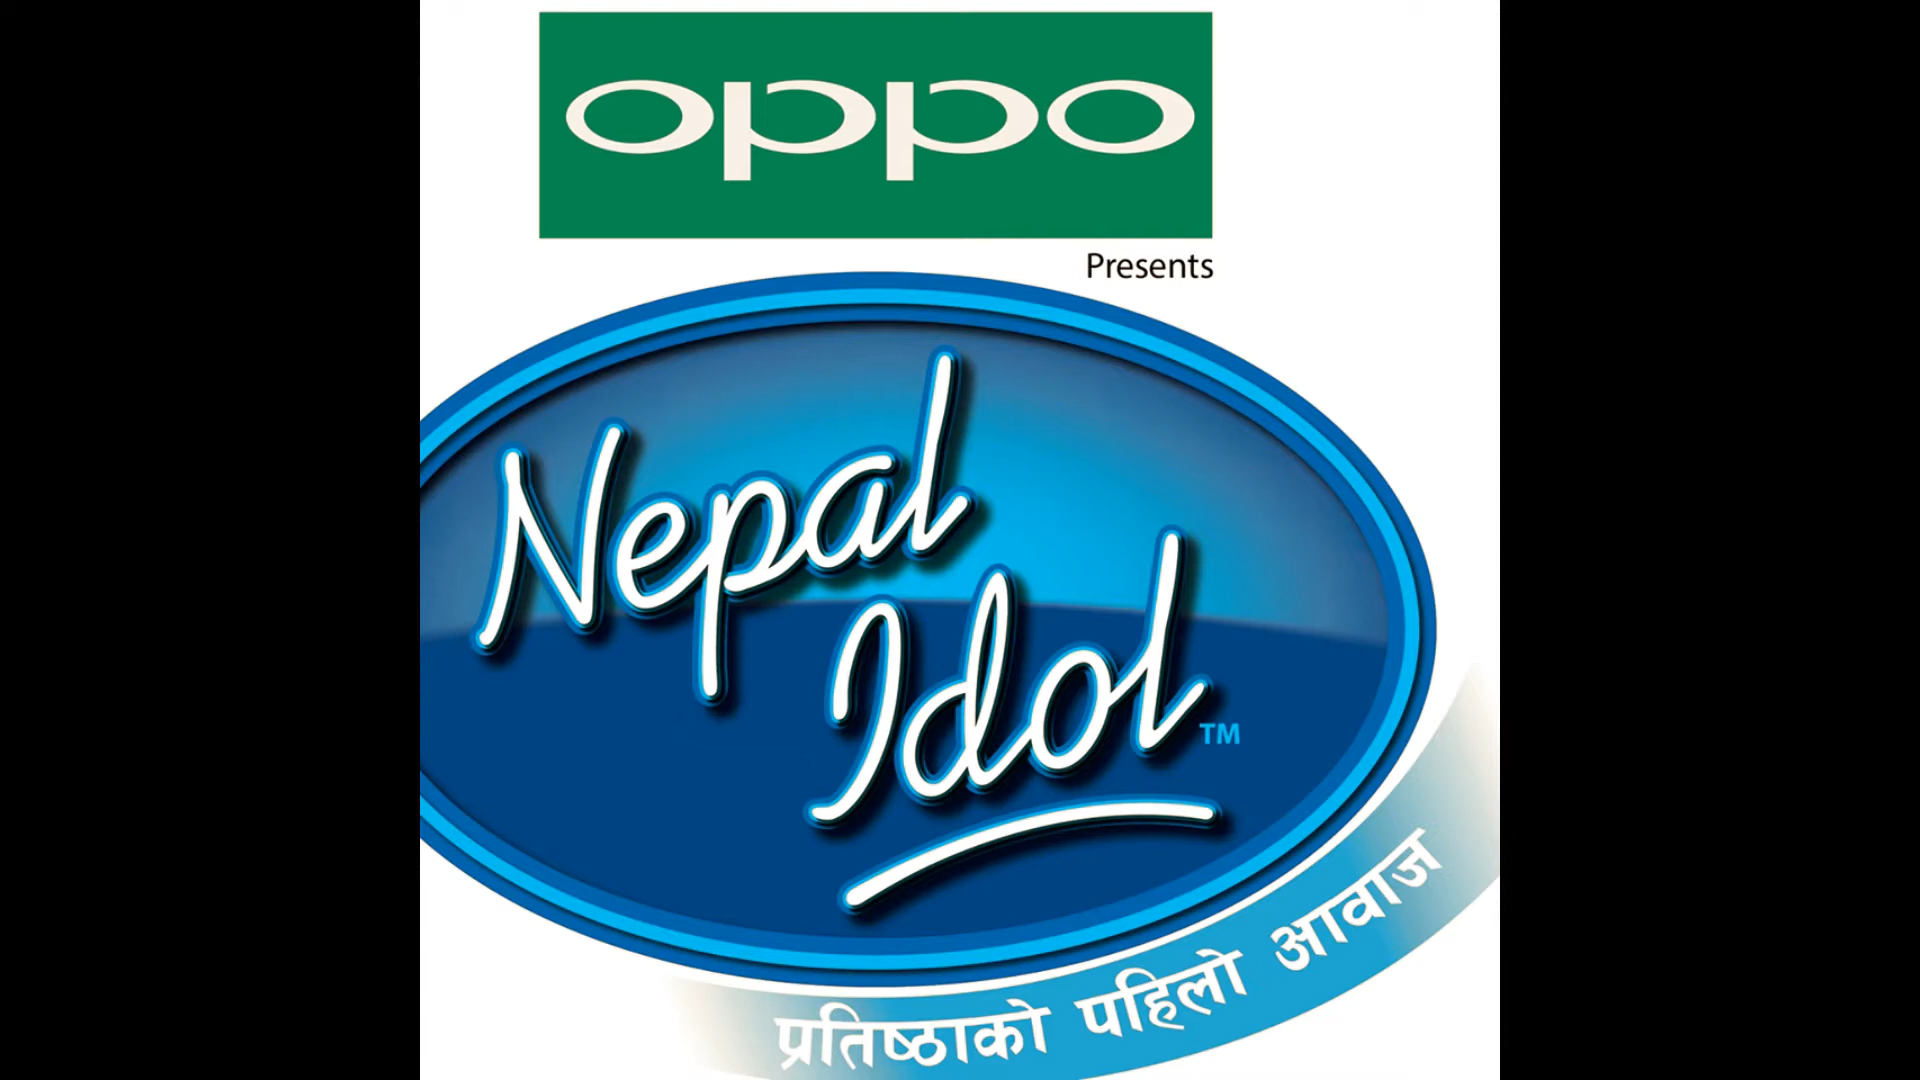 oppo
Presents
Nepal
Idol
TM
प्रतिष्ठाको पहिलो आवाज